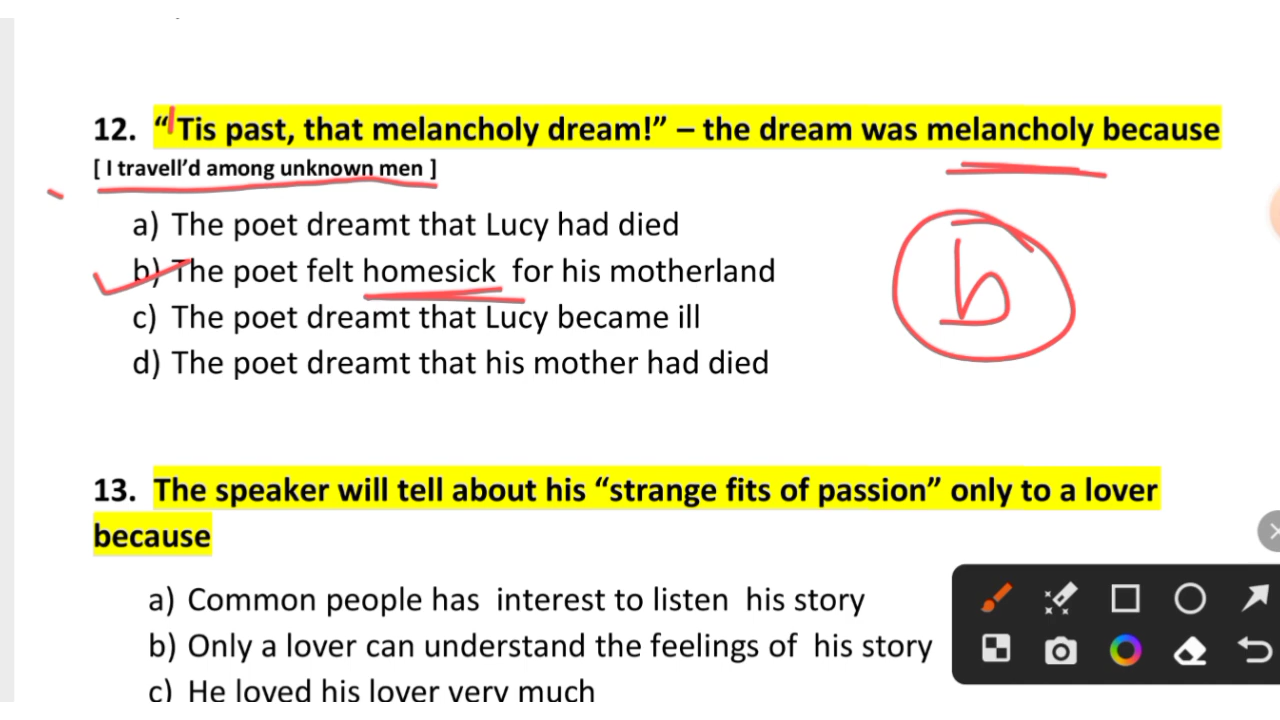 12. “Tis past, that melancholy dream!” – the dream was melancholy because
[ I travell’d among unknown men ]
a) The poet dreamt that Lucy had died
b) The poet felt homesick for his motherland
b
c) The poet dreamt that Lucy became ill
d) The poet dreamt that his mother had died
13. The speaker will tell about his “strange fits of passion” only to a lover
because
a) Common people has interest to listen his story
b) Only a lover can understand the feelings of his story
c) He loved his lover very much